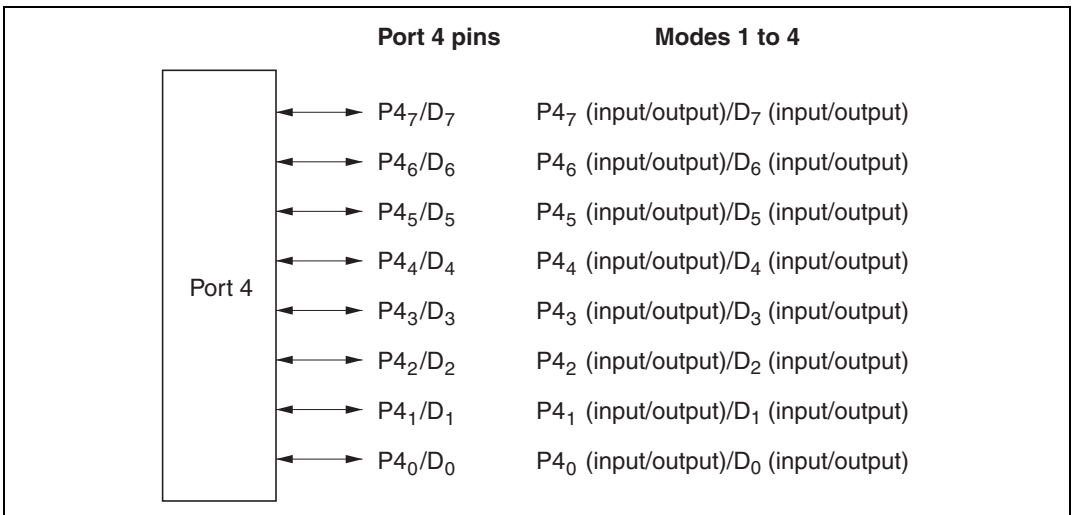 Port 4 pins Modes 1 to 4
P4₇/D₇ P4₇ (input/output)/D₇ (input/output)
P4₆/D₆ P4₆ (input/output)/D₆ (input/output)
P4₅/D₅ P4₅ (input/output)/D₅ (input/output)
P4₄/D₄ P4₄ (input/output)/D₄ (input/output)
Port 4
P4₃/D₃ P4₃ (input/output)/D₃ (input/output)
P4₂/D₂ P4₂ (input/output)/D₂ (input/output)
P4₁/D₁ P4₁ (input/output)/D₁ (input/output)
P4₀/D₀ P4₀ (input/output)/D₀ (input/output)